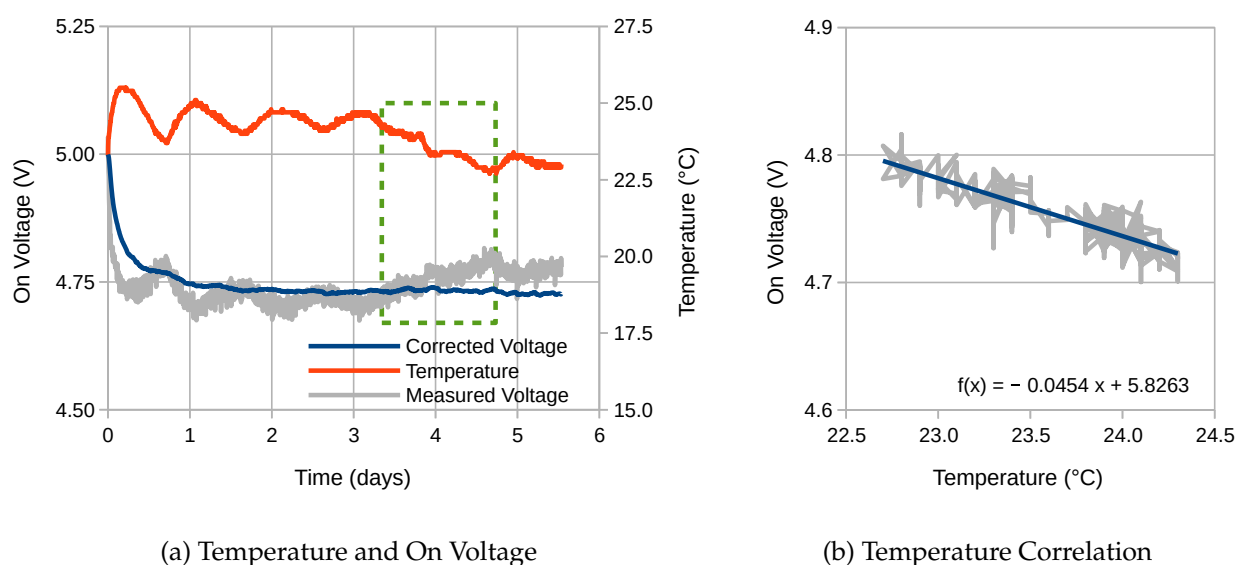 5.25
5.00
4.75
4.50
On Voltage (V)
27.5
25.0
22.5
20.0
17.5
15.0
Temperature (°C)
Corrected Voltage
Temperature
Measured Voltage
0 1 2 3 4 5 6
Time (days)
(a) Temperature and On Voltage
4.9
4.8
4.7
4.6
On Voltage (V)
f(x) = − 0.0454 x + 5.8263
22.5 23.0 23.5 24.0 24.5
Temperature (°C)
(b) Temperature Correlation